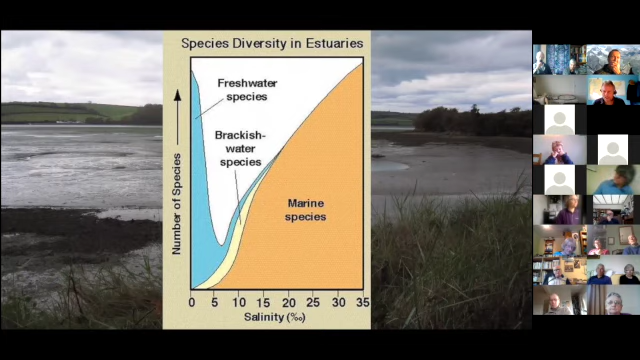 Species Diversity in Estuaries
Freshwater
species
Brackish-
water
species
Marine
species
Number of Species
0 5 10 15 20 25 30 35
Salinity (‰)